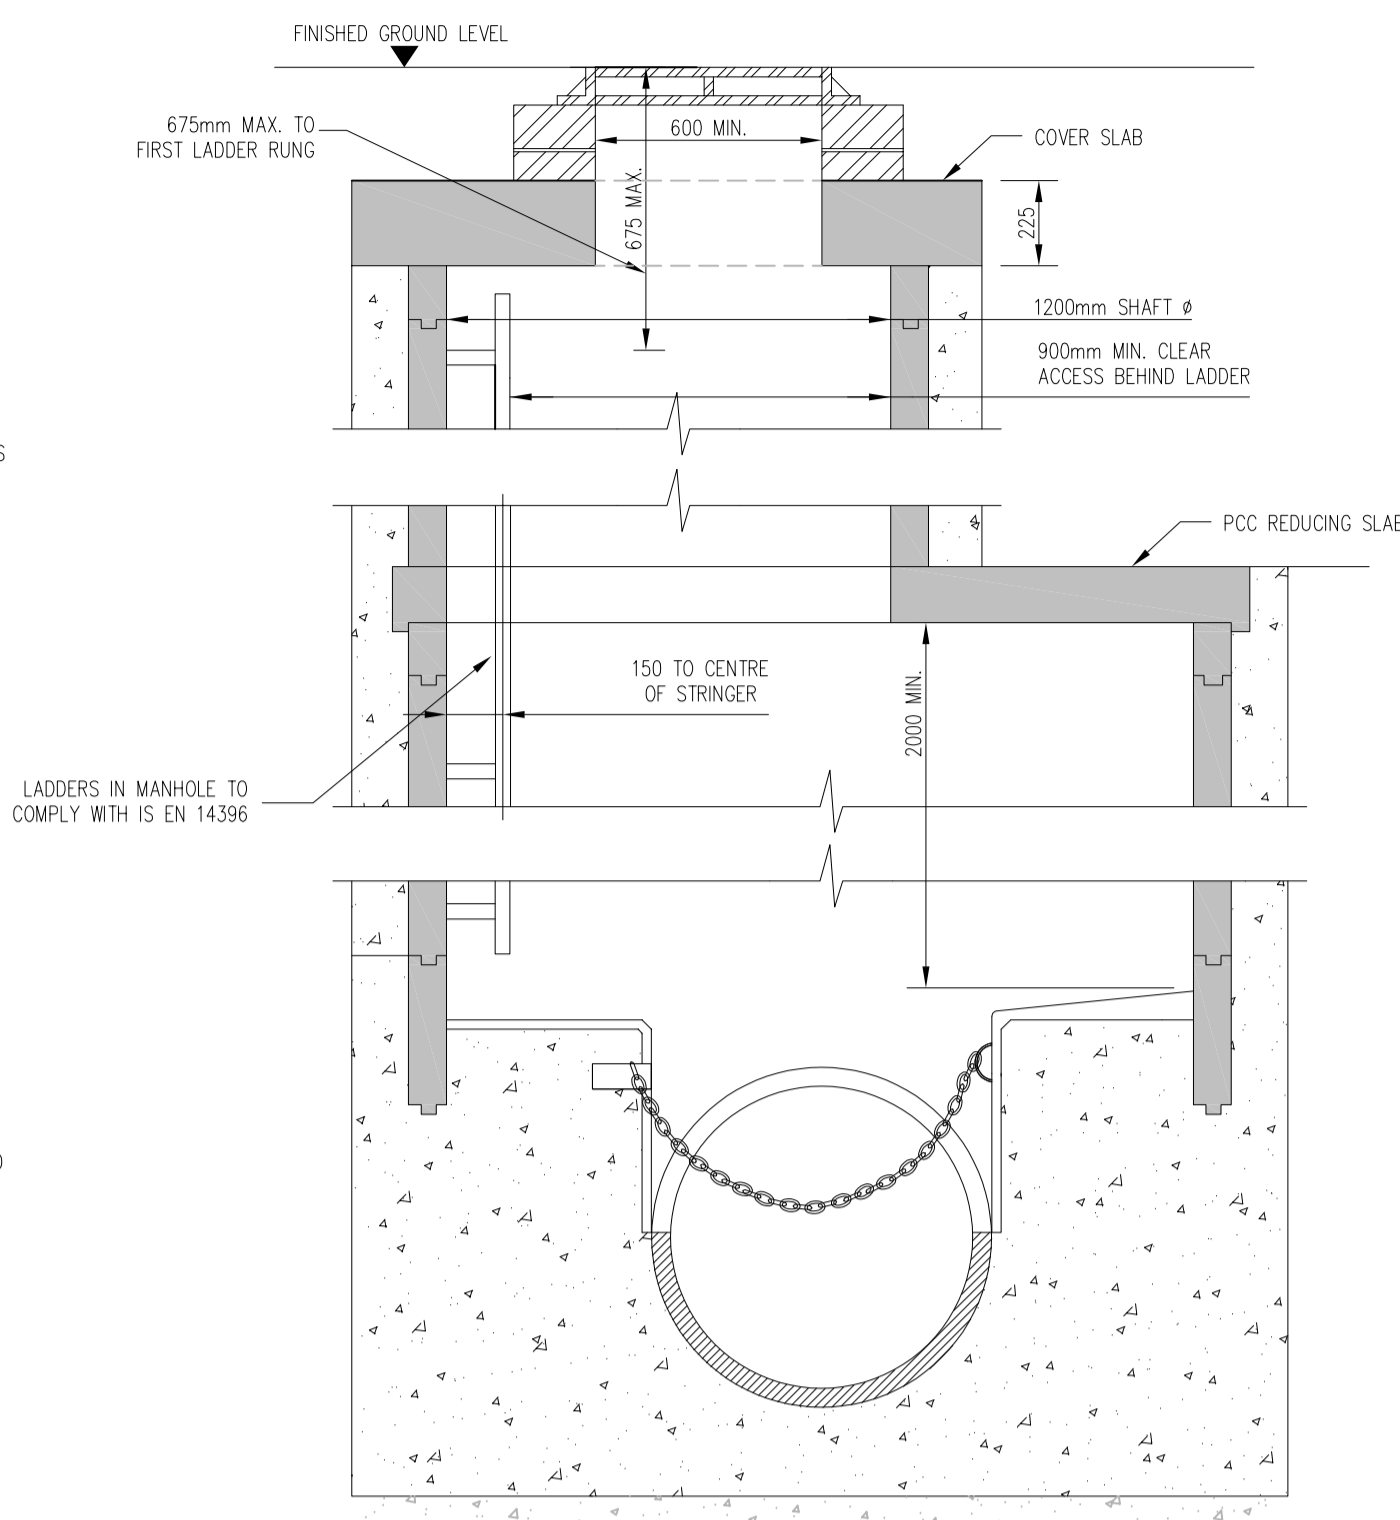 FINISHED GROUND LEVEL
675mm MAX. TO
FIRST LADDER RUNG
600 MIN.
COVER SLAB
675 MAX.
225
1200mm SHAFT Ø
900mm MIN. CLEAR
ACCESS BEHIND LADDER
S
PCC REDUCING SLAB
150 TO CENTRE
OF STRINGER
2000 MIN.
LADDERS IN MANHOLE TO
COMPLY WITH IS EN 14396
)